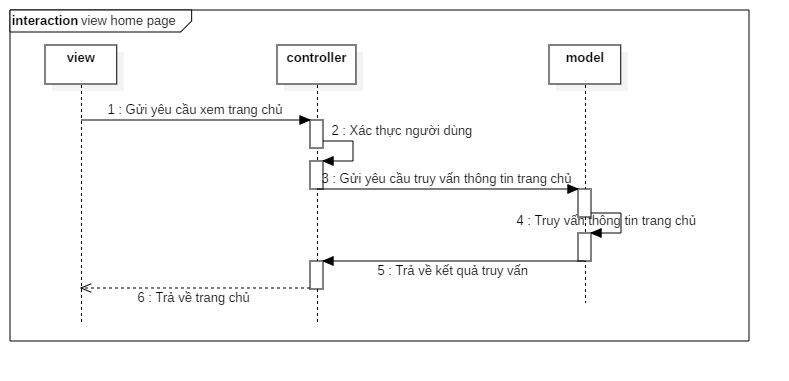 interaction view home page
view
controller
model
1 : Gửi yêu cầu xem trang chủ
2 : Xác thực người dùng
3 : Gửi yêu cầu truy vấn thông tin trang chủ
4 : Truy vấn thông tin trang chủ
5 : Trả về kết quả truy vấn
6 : Trả về trang chủ